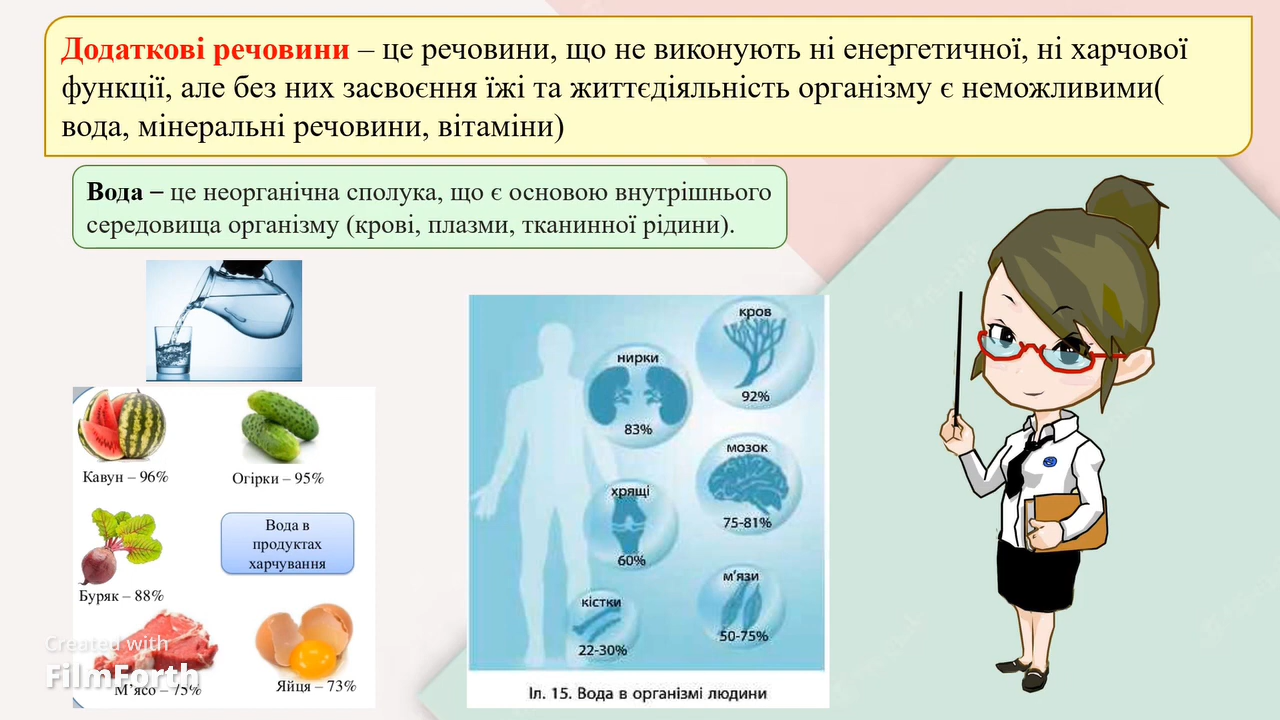 Додаткові речовини – це речовини, що не виконують ні енергетичної, ні харчової
функції, але без них засвоєння їжі та життєдіяльність організму є неможливими(
вода, мінеральні речовини, вітаміни)
Вода – це неорганічна сполука, що є основою внутрішнього
середовища організму (крові, плазми, тканинної рідини).
Кавун – 96%
Огірки – 95%
Вода в
продуктах
харчування
Буряк – 88%
М’ясо – 75%
Яйця – 73%
Created with
FilmForth
кров
92%
нирки
83%
мозок
75-81%
хрящі
60%
м'язи
50-75%
кістки
22-30%
Іл. 15. Вода в організмі людини